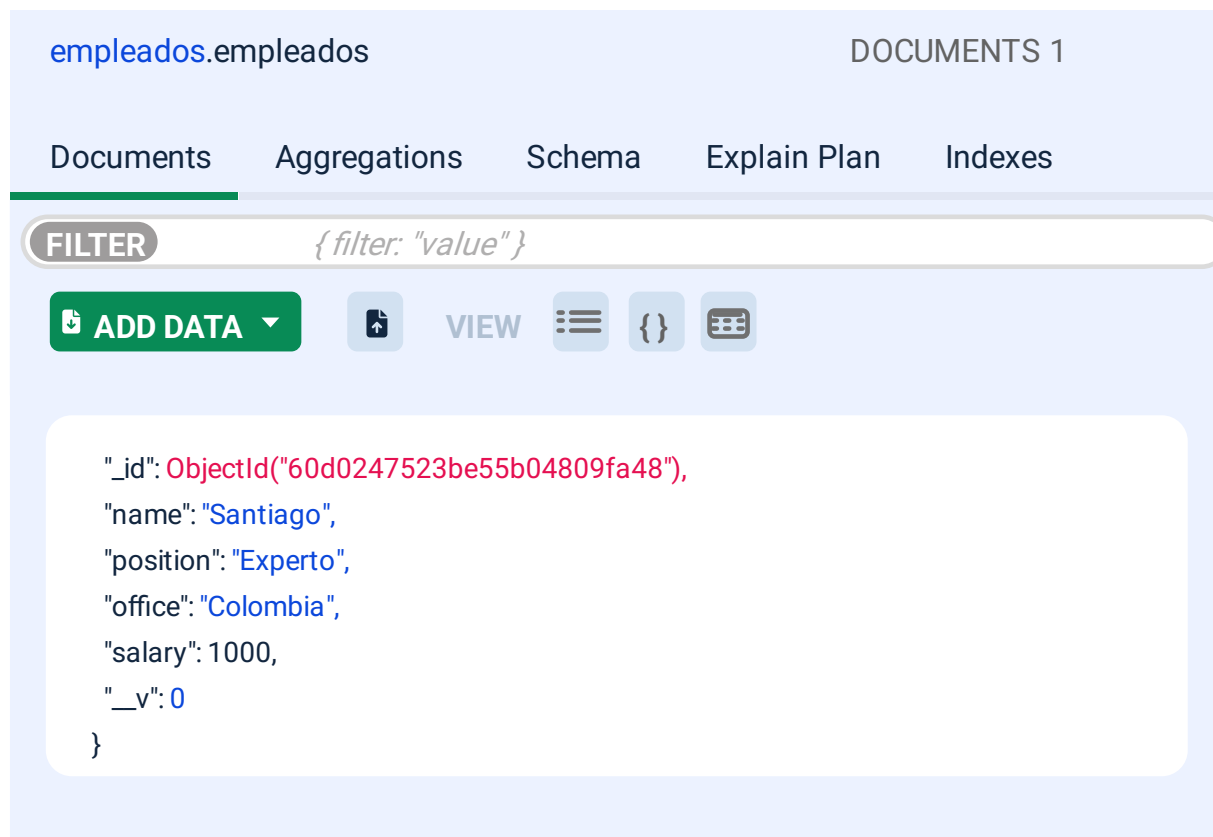 empleados.empleados DOCUMENTS 1
Documents Aggregations Schema Explain Plan Indexes
FILTER { filter: "value" }
ADD DATA VIEW { }
"_id": ObjectId("60d0247523be55b04809fa48"),
"name": "Santiago",
"position": "Experto",
"office": "Colombia",
"salary": 1000,
"__v": 0
}